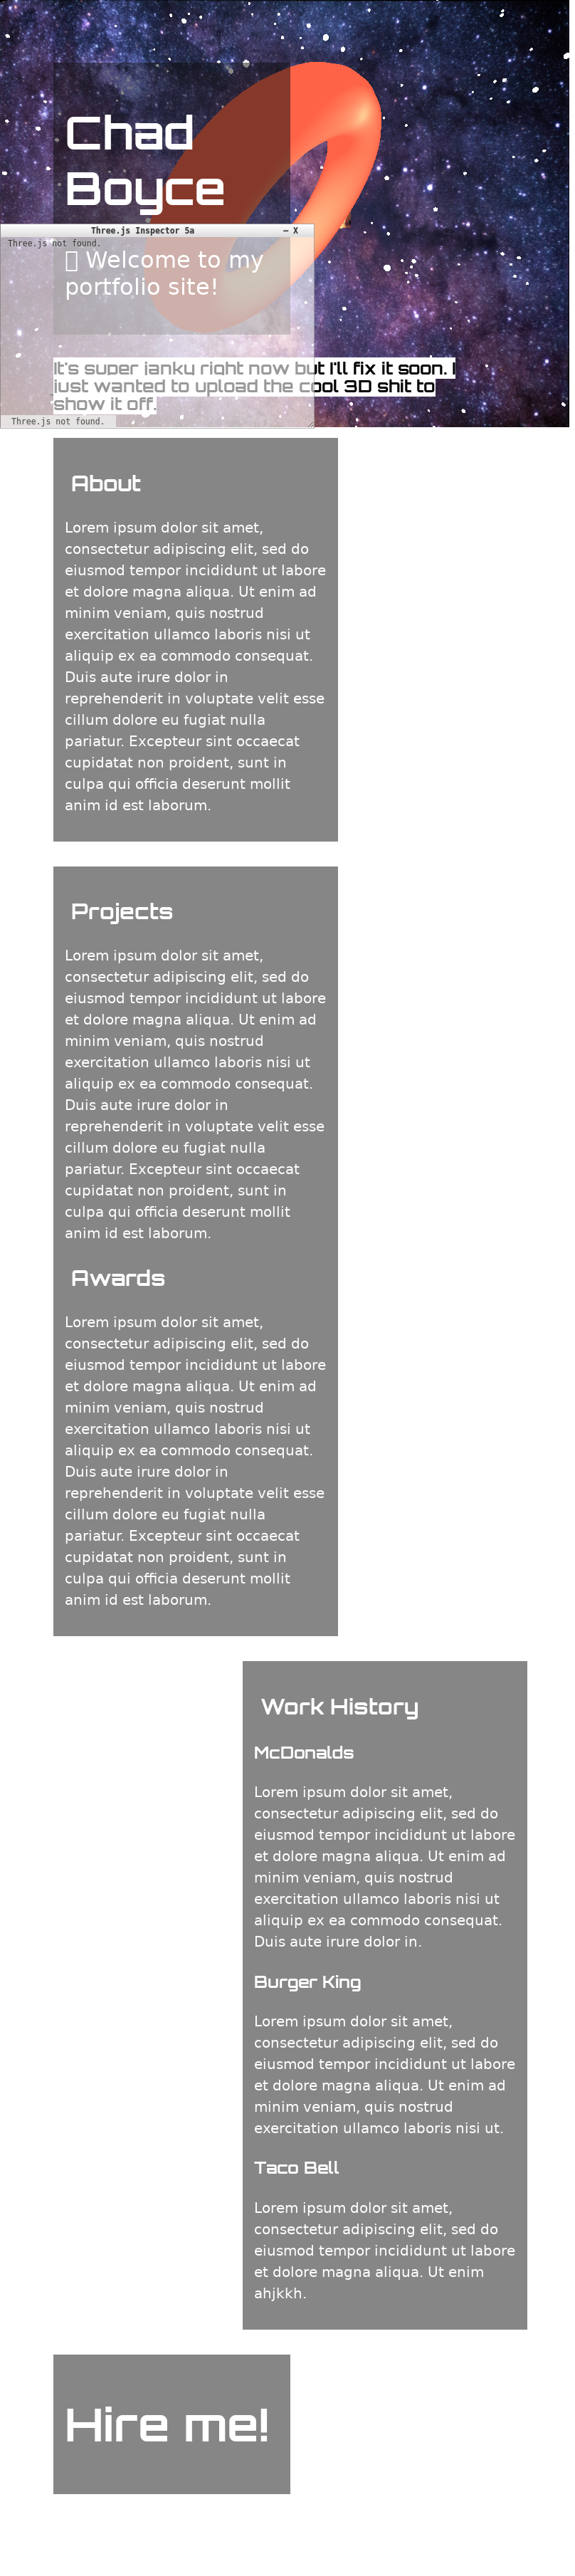 Chad
Boyce
Three.js Inspector 5a
– X
Three.js not found.
Welcome to my
portfolio site!
It's super janky right now but I'll fix it soon. I
just wanted to upload the cool 3D shit to
show it off.
Three.js not found.
About
Lorem ipsum dolor sit amet,
consectetur adipiscing elit, sed do
eiusmod tempor incididunt ut labore
et dolore magna aliqua. Ut enim ad
minim veniam, quis nostrud
exercitation ullamco laboris nisi ut
aliquip ex ea commodo consequat.
Duis aute irure dolor in
reprehenderit in voluptate velit esse
cillum dolore eu fugiat nulla
pariatur. Excepteur sint occaecat
cupidatat non proident, sunt in
culpa qui officia deserunt mollit
anim id est laborum.
Projects
Lorem ipsum dolor sit amet,
consectetur adipiscing elit, sed do
eiusmod tempor incididunt ut labore
et dolore magna aliqua. Ut enim ad
minim veniam, quis nostrud
exercitation ullamco laboris nisi ut
aliquip ex ea commodo consequat.
Duis aute irure dolor in
reprehenderit in voluptate velit esse
cillum dolore eu fugiat nulla
pariatur. Excepteur sint occaecat
cupidatat non proident, sunt in
culpa qui officia deserunt mollit
anim id est laborum.
Awards
Lorem ipsum dolor sit amet,
consectetur adipiscing elit, sed do
eiusmod tempor incididunt ut labore
et dolore magna aliqua. Ut enim ad
minim veniam, quis nostrud
exercitation ullamco laboris nisi ut
aliquip ex ea commodo consequat.
Duis aute irure dolor in
reprehenderit in voluptate velit esse
cillum dolore eu fugiat nulla
pariatur. Excepteur sint occaecat
cupidatat non proident, sunt in
culpa qui officia deserunt mollit
anim id est laborum.
Work History
McDonalds
Lorem ipsum dolor sit amet,
consectetur adipiscing elit, sed do
eiusmod tempor incididunt ut labore
et dolore magna aliqua. Ut enim ad
minim veniam, quis nostrud
exercitation ullamco laboris nisi ut
aliquip ex ea commodo consequat.
Duis aute irure dolor in.
Burger King
Lorem ipsum dolor sit amet,
consectetur adipiscing elit, sed do
eiusmod tempor incididunt ut labore
et dolore magna aliqua. Ut enim ad
minim veniam, quis nostrud
exercitation ullamco laboris nisi ut.
Taco Bell
Lorem ipsum dolor sit amet,
consectetur adipiscing elit, sed do
eiusmod tempor incididunt ut labore
et dolore magna aliqua. Ut enim
ahjkkh.
Hire me!